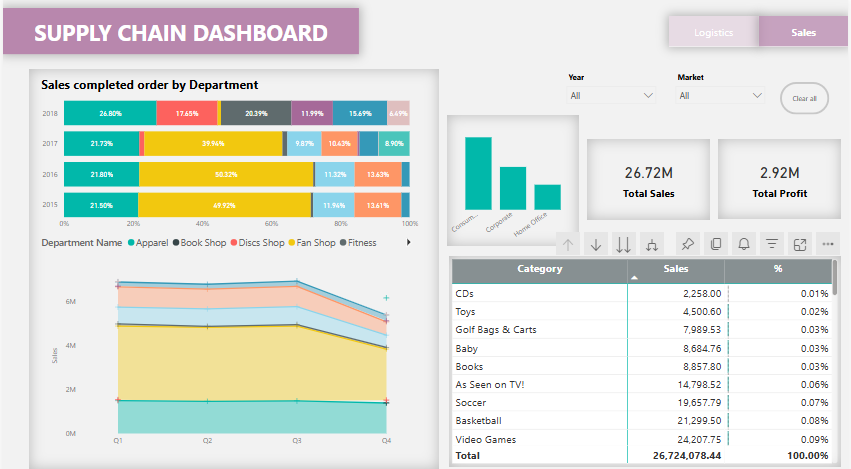 SUPPLY CHAIN DASHBOARD
Logistics
Sales
Sales completed order by Department
2018 26.80% 17.65% 20.39% 11.99% 15.69% 6.49%
2017 21.73% 39.94% 9.87% 10.43% 8.90%
2016 21.80% 50.32% 11.32% 13.63%
2015 21.50% 49.92% 11.94% 13.61%
0% 20% 40% 60% 80% 100%
Department Name Apparel Book Shop Discs Shop Fan Shop Fitness
Year
All
Market
All
Clear all
Consum...
Corporate
Home Office
26.72M
Total Sales
2.92M
Total Profit
Sales
6M
4M
2M
0M
Q1 Q2 Q3 Q4
Category Sales %
CDs 2,258.00 0.01%
Toys 4,500.60 0.02%
Golf Bags & Carts 7,989.53 0.03%
Baby 8,684.76 0.03%
Books 8,857.80 0.03%
As Seen on TV! 14,798.52 0.06%
Soccer 19,657.79 0.07%
Basketball 21,299.50 0.08%
Video Games 24,207.75 0.09%
Total 26,724,078.44 100.00%